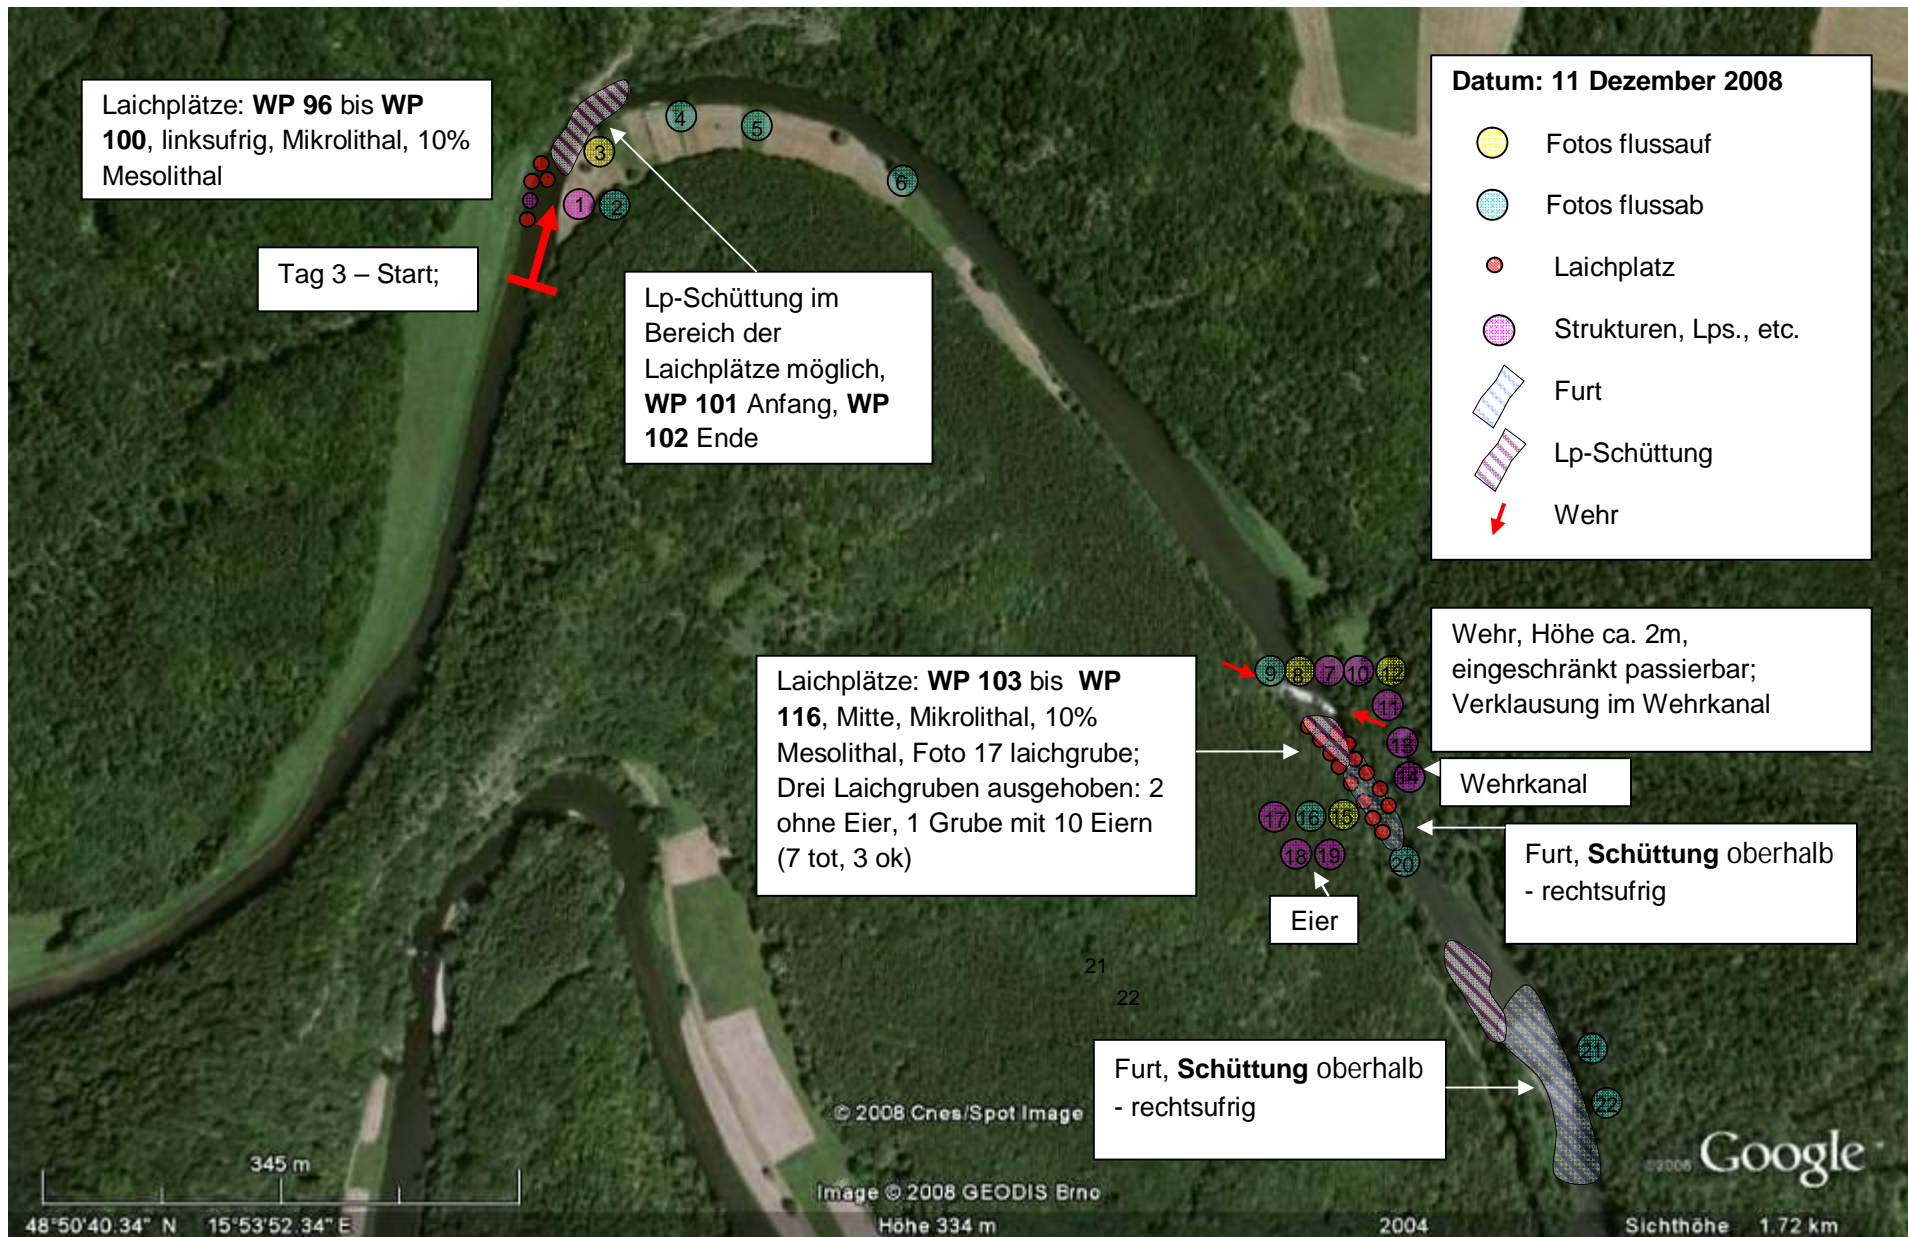 Laichplätze: WP 96 bis WP
100, linksufrig, Mikrolithal, 10%
Mesolithal
Tag 3 – Start;
Lp-Schüttung im
Bereich der
Laichplätze möglich,
WP 101 Anfang, WP
102 Ende
Datum: 11 Dezember 2008
Fotos flussauf
Fotos flussab
Laichplatz
Strukturen, Lps., etc.
Furt
Lp-Schüttung
Wehr
4
5
3
6
1
2
Wehr, Höhe ca. 2m,
eingeschränkt passierbar;
Verklausung im Wehrkanal
Laichplätze: WP 103 bis WP
116, Mitte, Mikrolithal, 10%
Mesolithal, Foto 17 laichgrube;
Drei Laichgruben ausgehoben: 2
ohne Eier, 1 Grube mit 10 Eiern
(7 tot, 3 ok)
9 8 7 10 12
11
13
14
Wehrkanal
17 16 15
18 19
20
Eier
Furt, Schüttung oberhalb
- rechtsufrig
21
22
Furt, Schüttung oberhalb
- rechtsufrig
21
22
© 2008 Cnes/Spot Image
Image © 2008 GEODIS Brno
©2008 Google
345 m
48°50'40.34" N 15°53'52.34" E
Höhe 334 m
2004
Sichthöhe 1.72 km